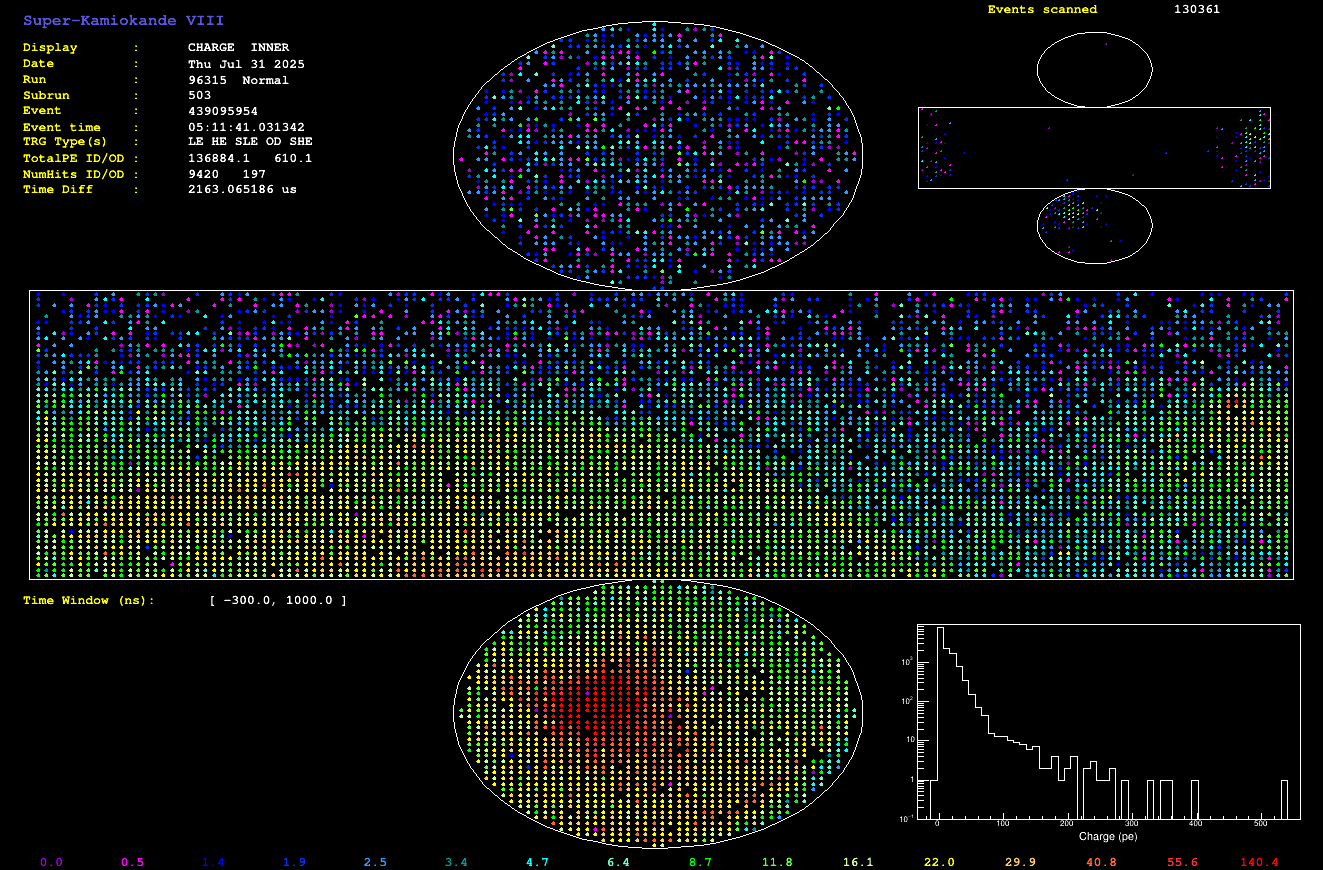 Super-Kamiokande VIII
Events scanned 130361
Display : CHARGE INNER
Date : Thu Jul 31 2025
Run : 96315 Normal
Subrun : 503
Event : 439095954
Event time : 05:11:41.031342
TRG Type(s) : LE HE SLE OD SHE
TotalPE ID/OD : 136884.1 610.1
NumHits ID/OD : 9420 197
Time Diff : 2163.065186 us
Time Window (ns): [ -300.0, 1000.0 ]
10³
10²
10
1
10⁻¹
0 100 200 300 400 500
Charge (pe)
0.0 0.5 1.4 1.9 2.5 3.4 4.7 6.4 8.7 11.8 16.1 22.0 29.9 40.8 55.6 140.4